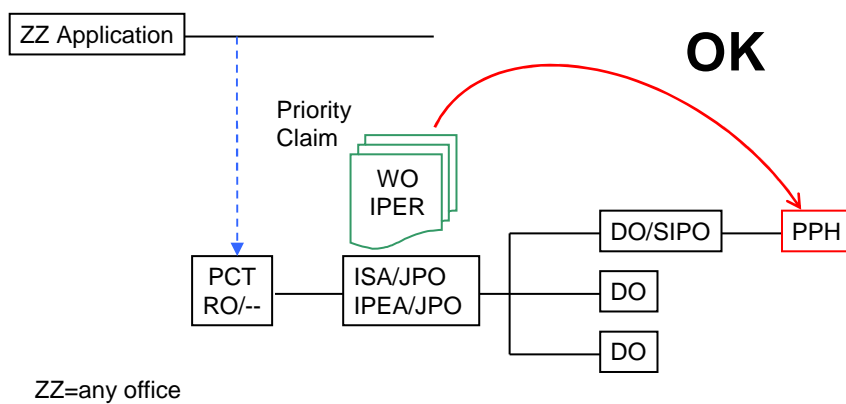 ZZ Application
OK
Priority
Claim
WO
IPER
DO/SIPO
PPH
PCT
RO/--
ISA/JPO
IPEA/JPO
DO
DO
ZZ=any office